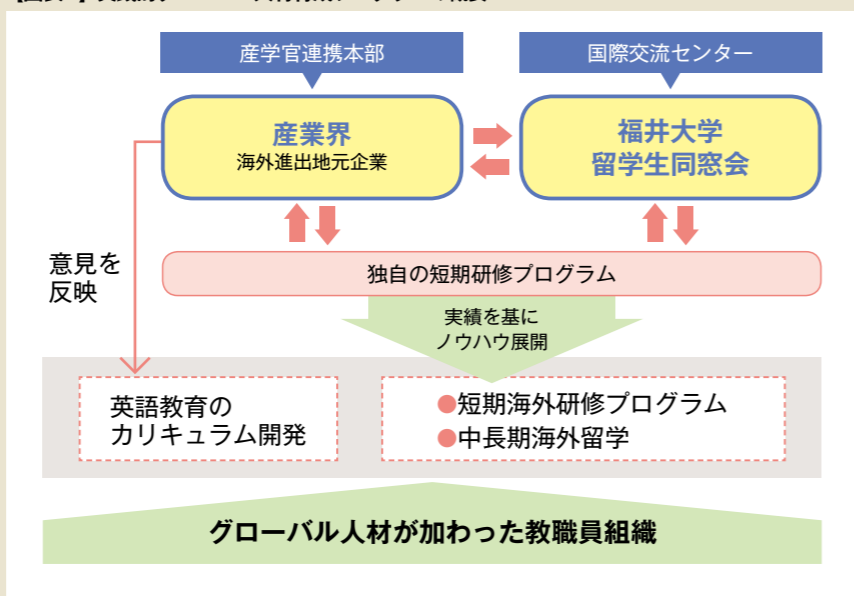 産学官連携本部
国際交流センター
産業界
海外進出地元企業
福井大学
留学生同窓会
意見を
反映
独自の短期研修プログラム
実績を基に
ノウハウ展開
英語教育の
カリキュラム開発
●短期海外研修プログラム
●中長期海外留学
グローバル人材が加わった教職員組織